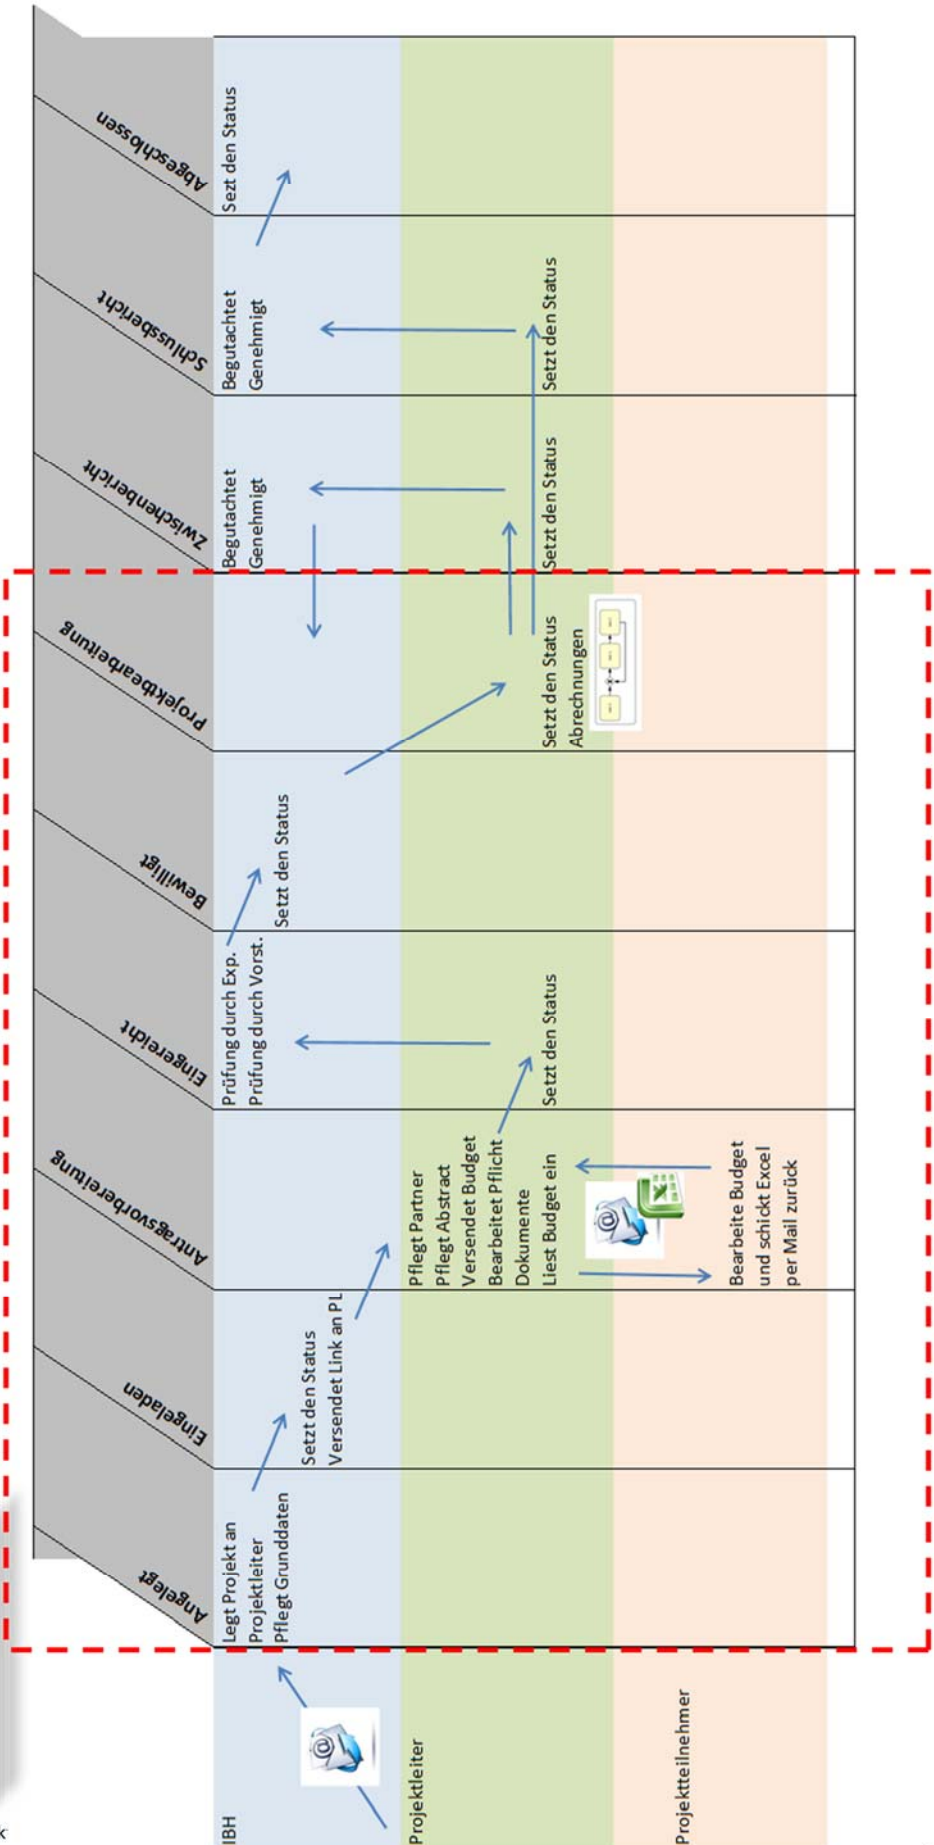 Angelegt
Eingeladen
Antragsvorbereitung
Eingereicht
Bewilligt
Projektbearbeitung
Zwischenbericht
Schlussbericht
Abgeschlossen
IBH
Legt Projekt an
Projektleiter
Pflegt Grunddaten
Setzt den Status
Versendet Link an PL
Prüfung durch Exp.
Prüfung durch Vorst.
Setzt den Status
Begutachtet
Genehmigt
Begutachtet
Genehmigt
Sezt den Status
Projektleiter
Pflegt Partner
Pflegt Abstract
Versendet Budget
Bearbeitet Pflicht
Dokumente
Liest Budget ein
Setzt den Status
Setzt den Status
Abrechnungen
Setzt den Status
Setzt den Status
Projektteilnehmer
Bearbeite Budget
und schickt Excel
per Mail zurück
k